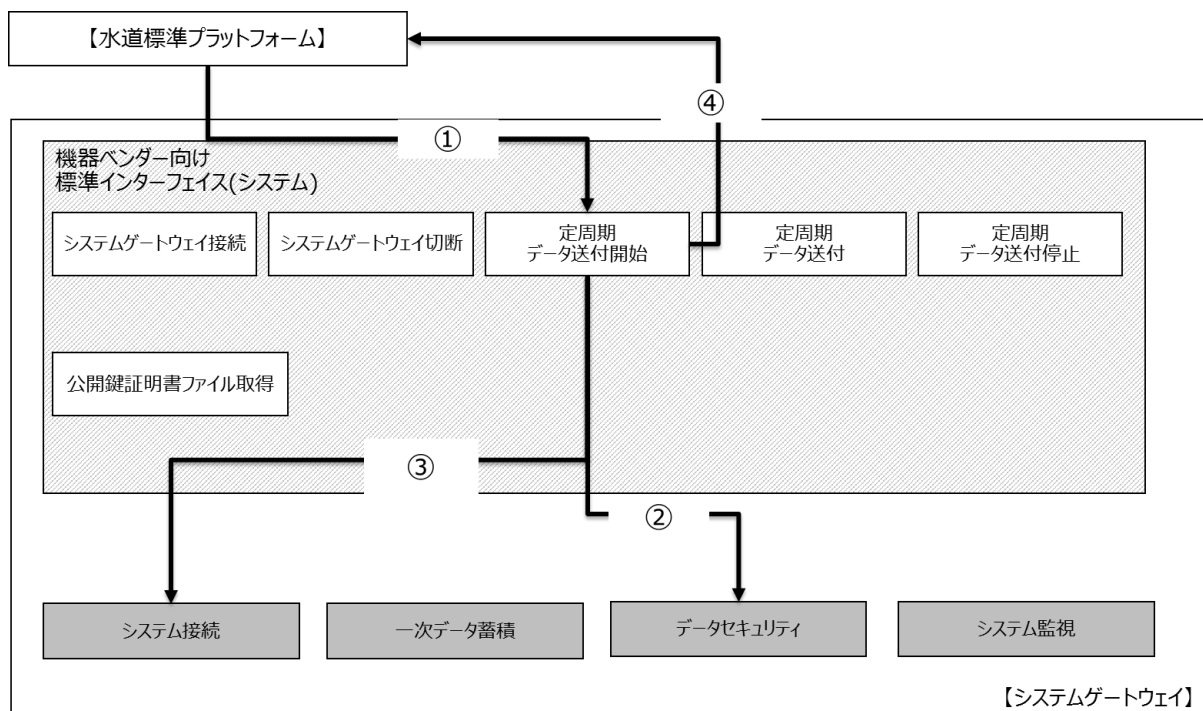 【水道標準プラットフォーム】
④
①
機器ベンダー向け
標準インターフェイス(システム)
システムゲートウェイ接続
システムゲートウェイ切断
定周期
データ送付開始
定周期
データ送付
定周期
データ送付停止
公開鍵証明書ファイル取得
③
②
システム接続
一次データ蓄積
データセキュリティ
システム監視
【システムゲートウェイ】